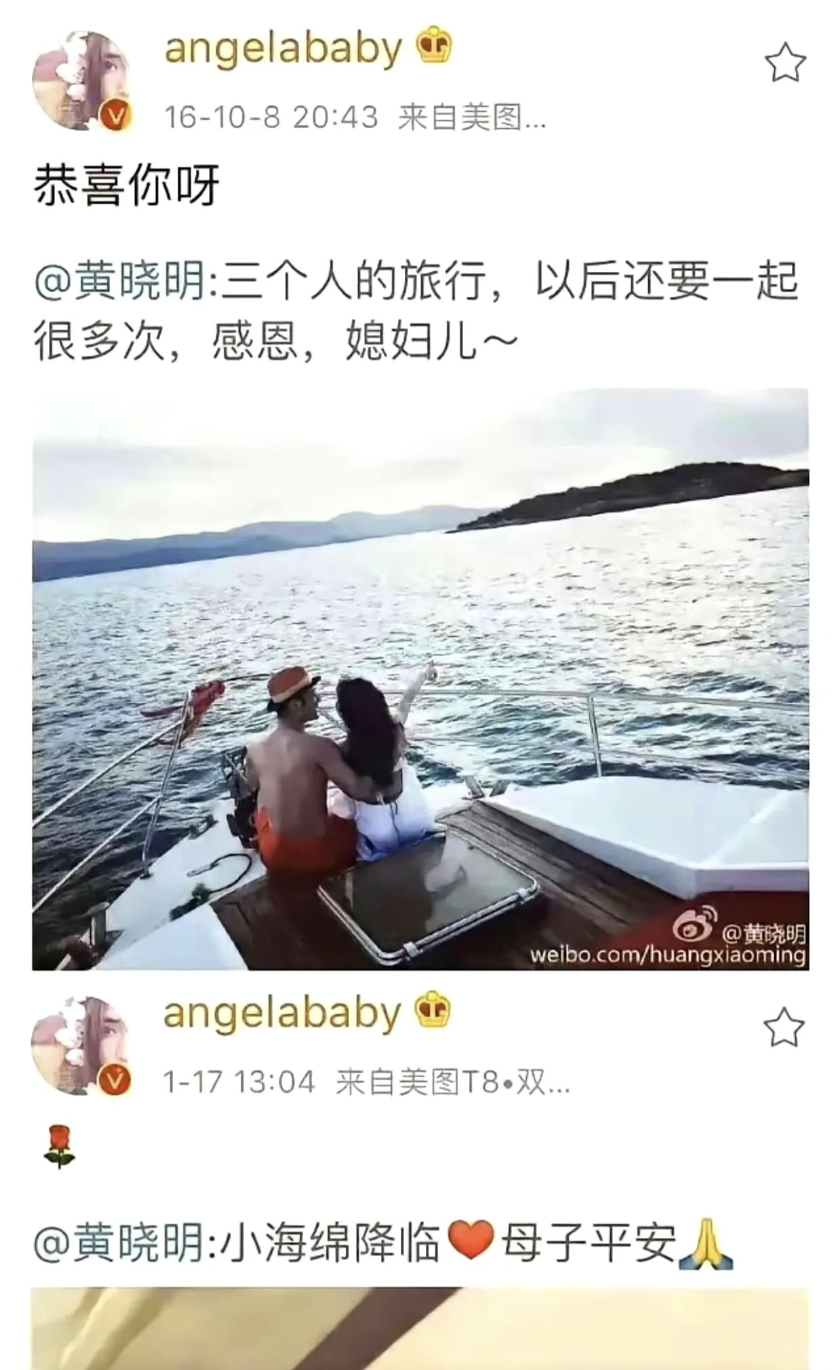 angelababy
16-10-8 20:43 来自美图...
恭喜你呀
@黄晓明:三个人的旅行，以后还要一起
很多次，感恩，媳妇儿～
@黄晓明
weibo.com/huangxiaoming
angelababy
1-17 13:04 来自美图T8•双...
@黄晓明:小海绵降临❤️母子平安🙏